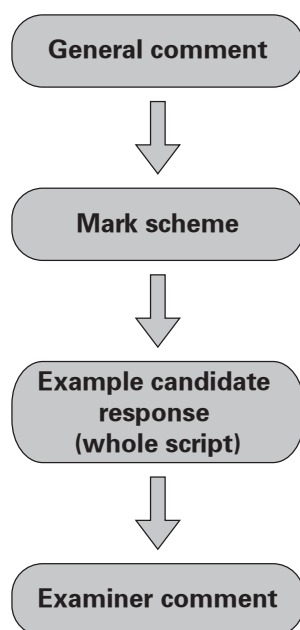 General comment
Mark scheme
Example candidate
response
(whole script)
Examiner comment